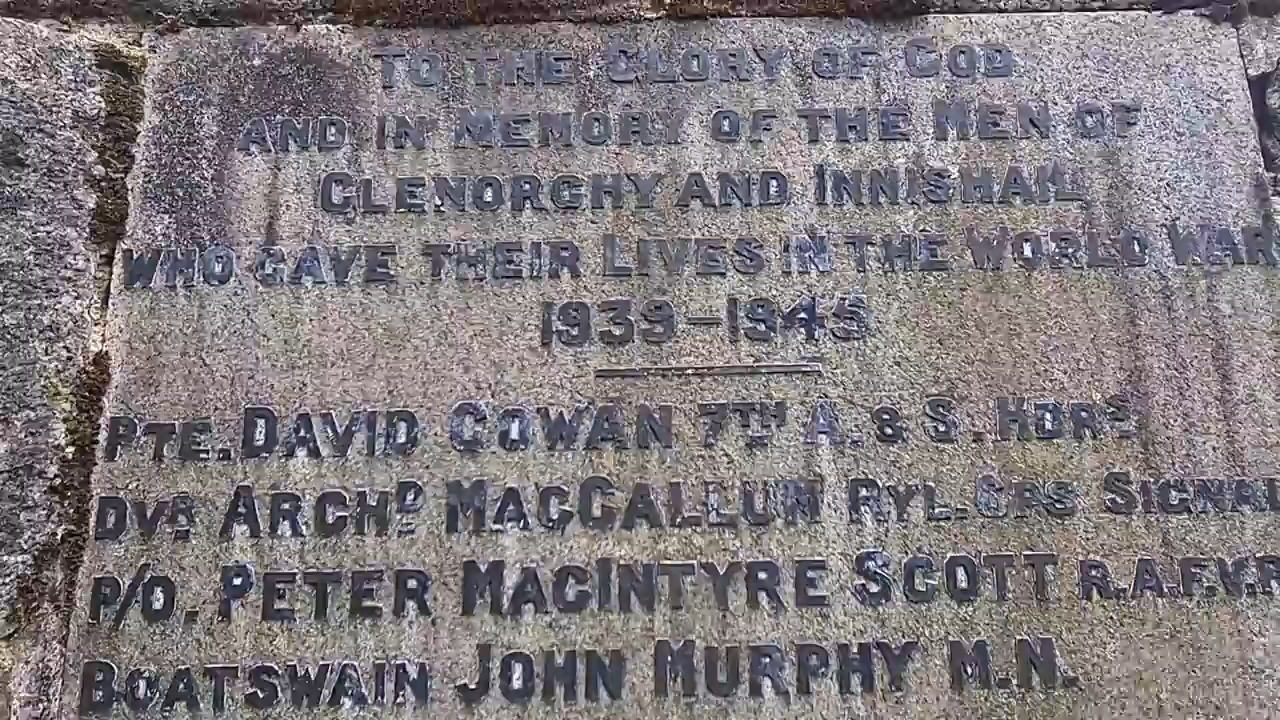 TO THE GLORY OF GOD
AND IN MEMORY OF THE MEN OF
GLENORCHY AND INNISHAIL
WHO GAVE THEIR LIVES IN THE WORLD WAR
1939-1945
PTE. DAVID COWAN 7TH A. & S. HDRS
DVR ARCHD MACCALLUM RYL. CRS SIGNAL
P/O. PETER MACINTYRE SCOTT R.A.F.V.R
BOATSWAIN JOHN MURPHY M.N.